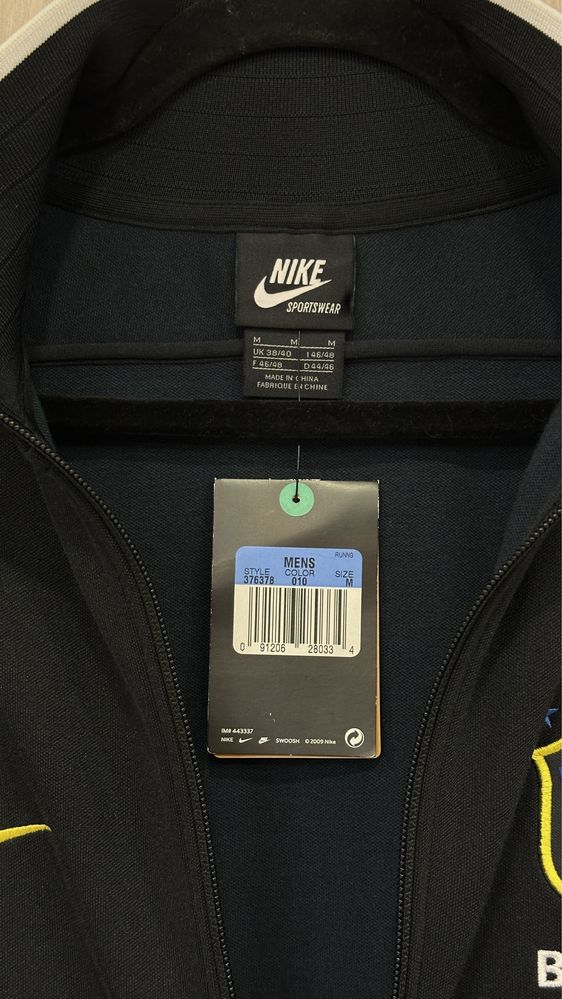 NIKE
SPORTSWEAR
M M M
UK 38/40 I 46/48
F 46/48 D 44/46
MADE IN CHINA
FABRIQUE EN CHINE
RUNNG
MENS
STYLE COLOR SIZE
376378 010 M
0 91206 28033 4
IM# 443337
NIKE SWOOSH © 2009 Nike
B